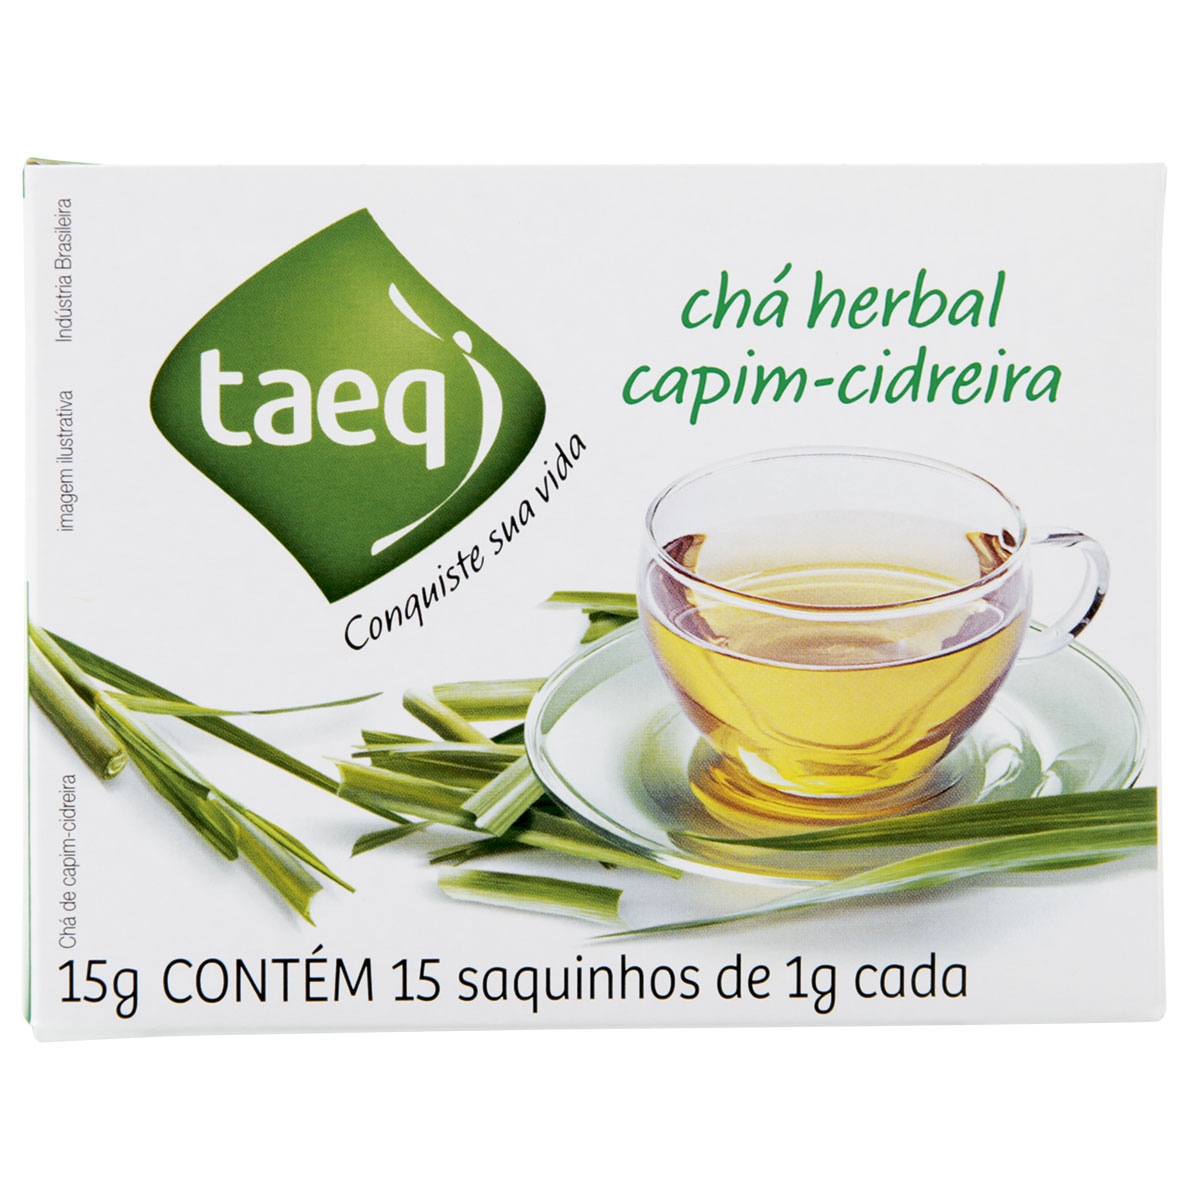 Indústria Brasileira
imagem ilustrativa
Chá de capim-cidreira
taeq
Conquiste sua vida
chá herbal
capim-cidreira
15g CONTÉM 15 saquinhos de 1g cada